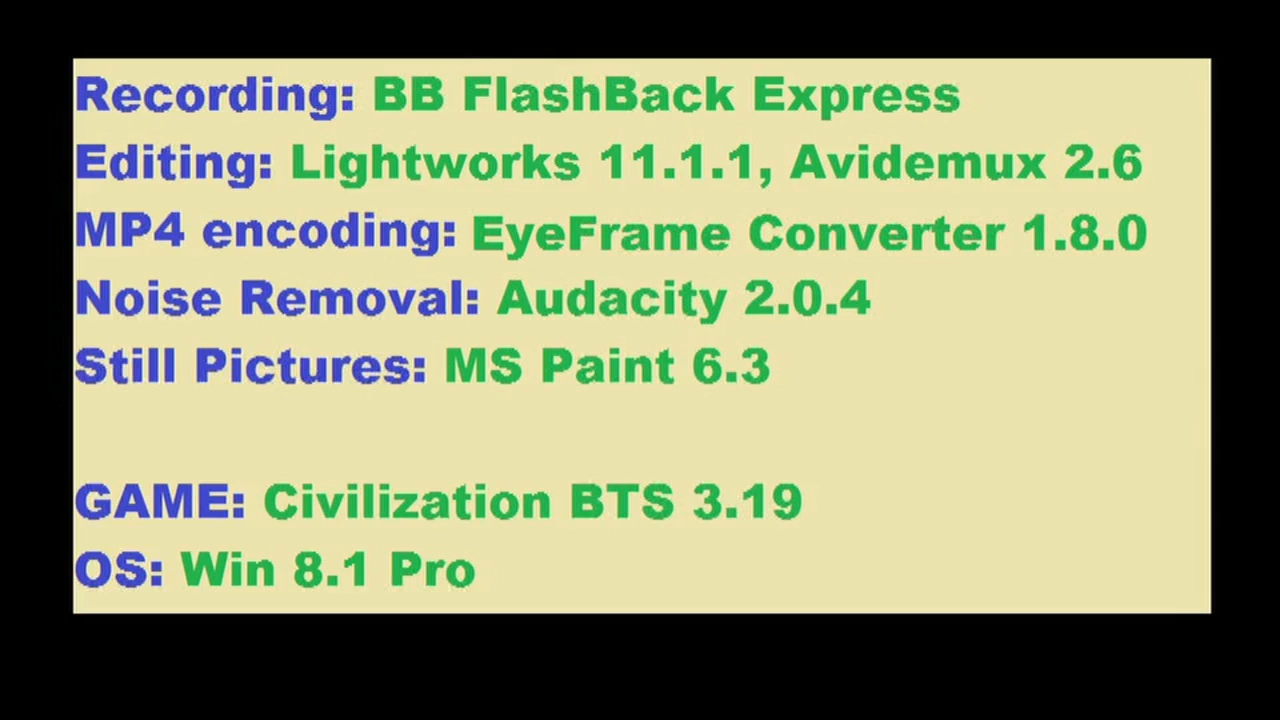 Recording: BB FlashBack Express
Editing: Lightworks 11.1.1, Avidemux 2.6
MP4 encoding: EyeFrame Converter 1.8.0
Noise Removal: Audacity 2.0.4
Still Pictures: MS Paint 6.3
GAME: Civilization BTS 3.19
OS: Win 8.1 Pro